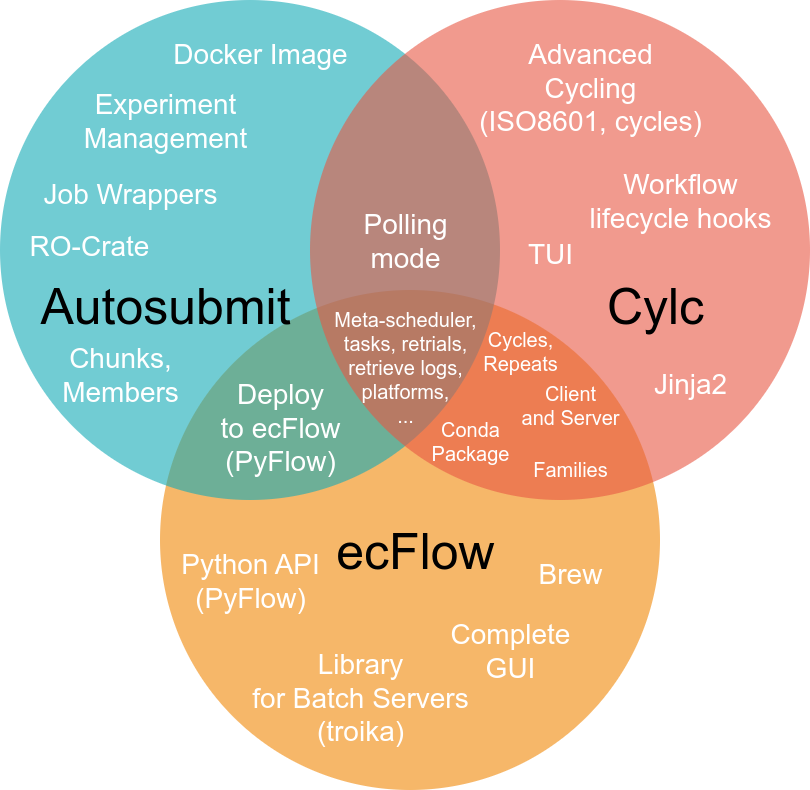 Docker Image
Experiment
Management
Job Wrappers
RO-Crate
Autosubmit
Chunks,
Members
Advanced
Cycling
(ISO8601, cycles)
Workflow
lifecycle hooks
TUI
Cylc
Jinja2
Polling
mode
Meta-scheduler,
tasks, retrials,
retrieve logs,
platforms,
...
Deploy
to ecFlow
(PyFlow)
Cycles,
Repeats
Client
and Server
Conda
Package
Families
ecFlow
Python API
(PyFlow)
Brew
Complete
GUI
Library
for Batch Servers
(troika)